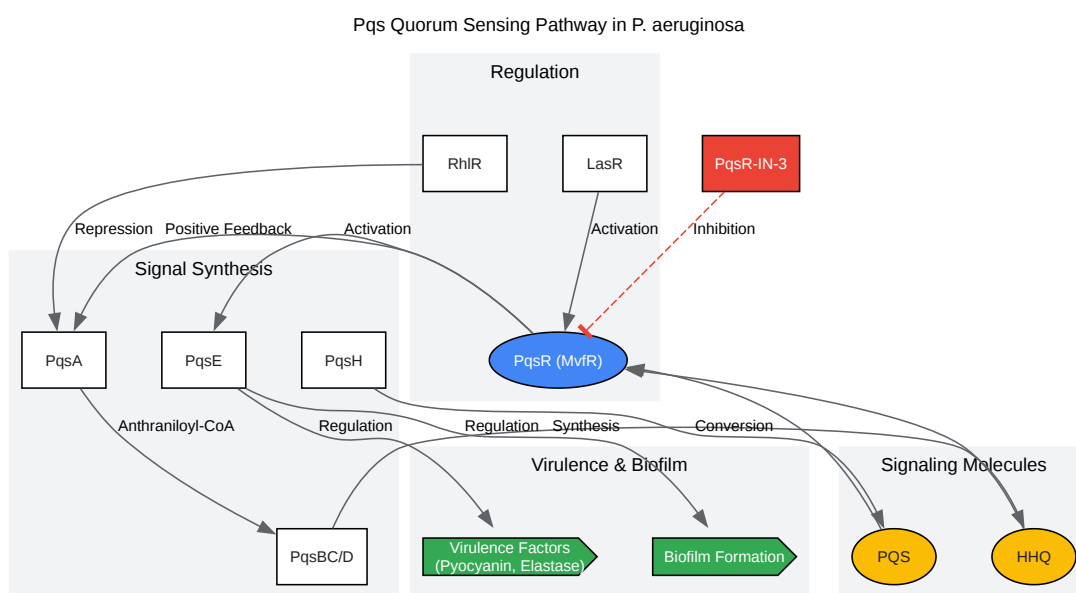 Pqs Quorum Sensing Pathway in P. aeruginosa
Regulation
RhlR
LasR
PqsR-IN-3
Repression
Positive Feedback
Activation
Activation
Inhibition
Signal Synthesis
PqsA
PqsE
PqsH
PqsR (MvfR)
Anthraniloyl-CoA
Regulation
Regulation
Synthesis
Conversion
Virulence & Biofilm
Signaling Molecules
PqsBC/D
Virulence Factors
(Pyocyanin, Elastase)
Biofilm Formation
PQS
HHQ